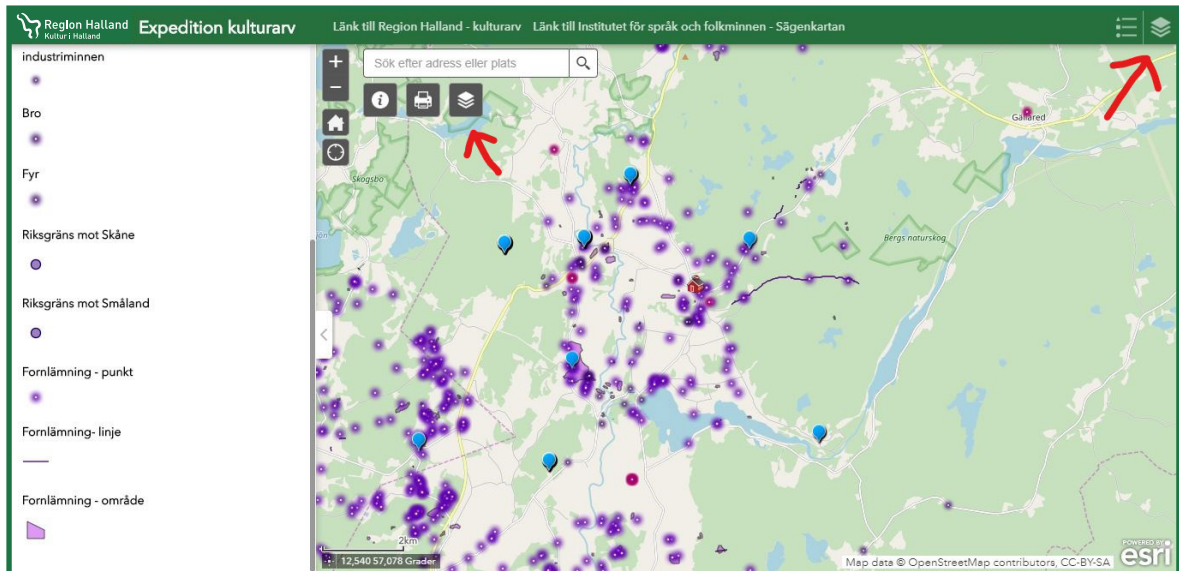 Region Halland
Kultur i Halland
Expedition kulturarv
Länk till Region Halland - kulturarv
Länk till Institutet för språk och folkminnen - Sägenkartan
industriminnen
Bro
Fyr
Riksgräns mot Skåne
Riksgräns mot Småland
Fornlämning - punkt
Fornlämning- linje
Fornlämning - område
+
Sök efter adress eller plats
−
i
Skogsbo
Gällared
Bergs naturskog
2km
12,540 57,078 Grader
Map data © OpenStreetMap contributors, CC-BY-SA
POWERED BY
esri